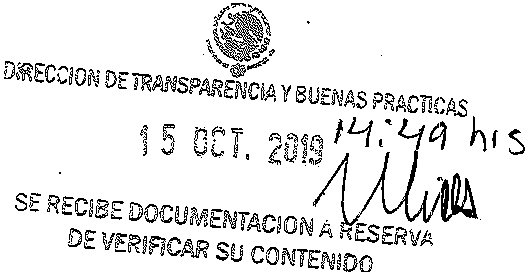 DIRECCION DE TRANSPARENCIA Y BUENAS PRACTICAS
15 OCT. 2019 14:49 hrs
SE RECIBE DOCUMENTACION A RESERVA
DE VERIFICAR SU CONTENIDO